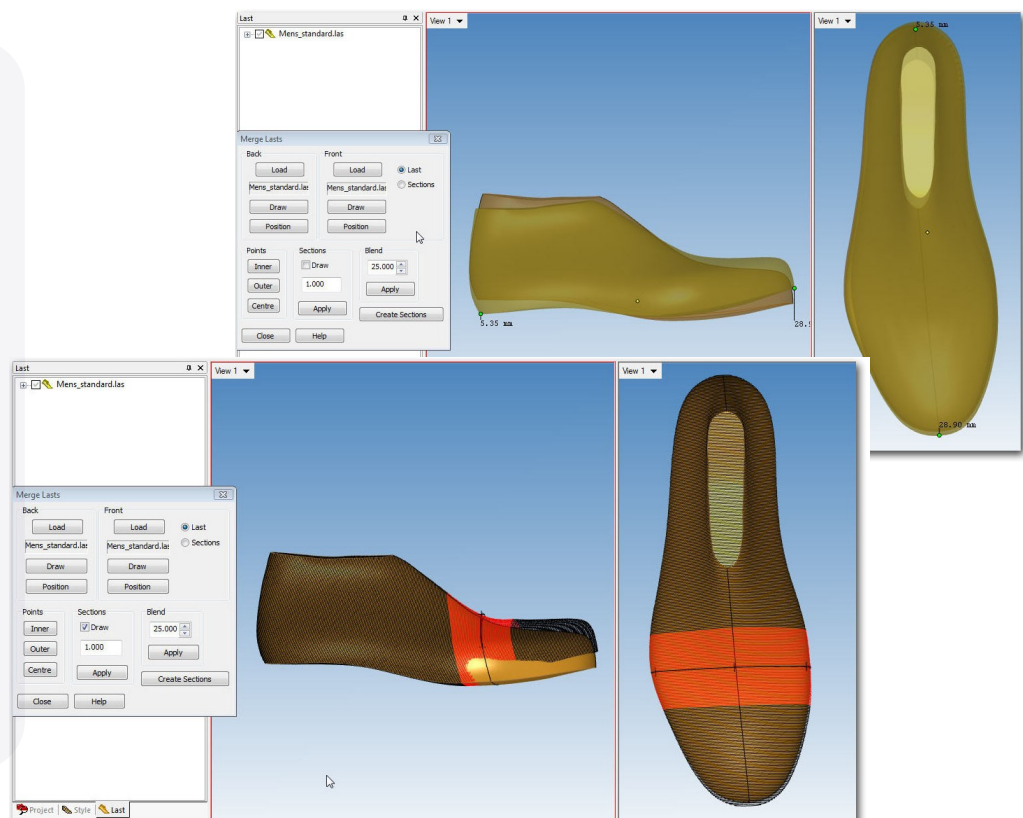 Last
View 1
View 1
Mens_standard.las
5.35 mm
Merge Lasts
Back Front
Load Load Last
Mens_standard.las Mens_standard.las Sections
Draw Draw
Position Position
Points Sections Blend
Inner Draw 25.000
Outer 1.000 Apply
Centre Apply Create Sections
Close Help
5.35 mm
28.9
28.90 mm
Last
View 1
View 1
Mens_standard.las
Merge Lasts
Back Front
Load Load Last
Mens_standard.las Mens_standard.las Sections
Draw Draw
Position Position
Points Sections Blend
Inner Draw 25.000
Outer 1.000 Apply
Centre Apply Create Sections
Close Help
Project Style Last